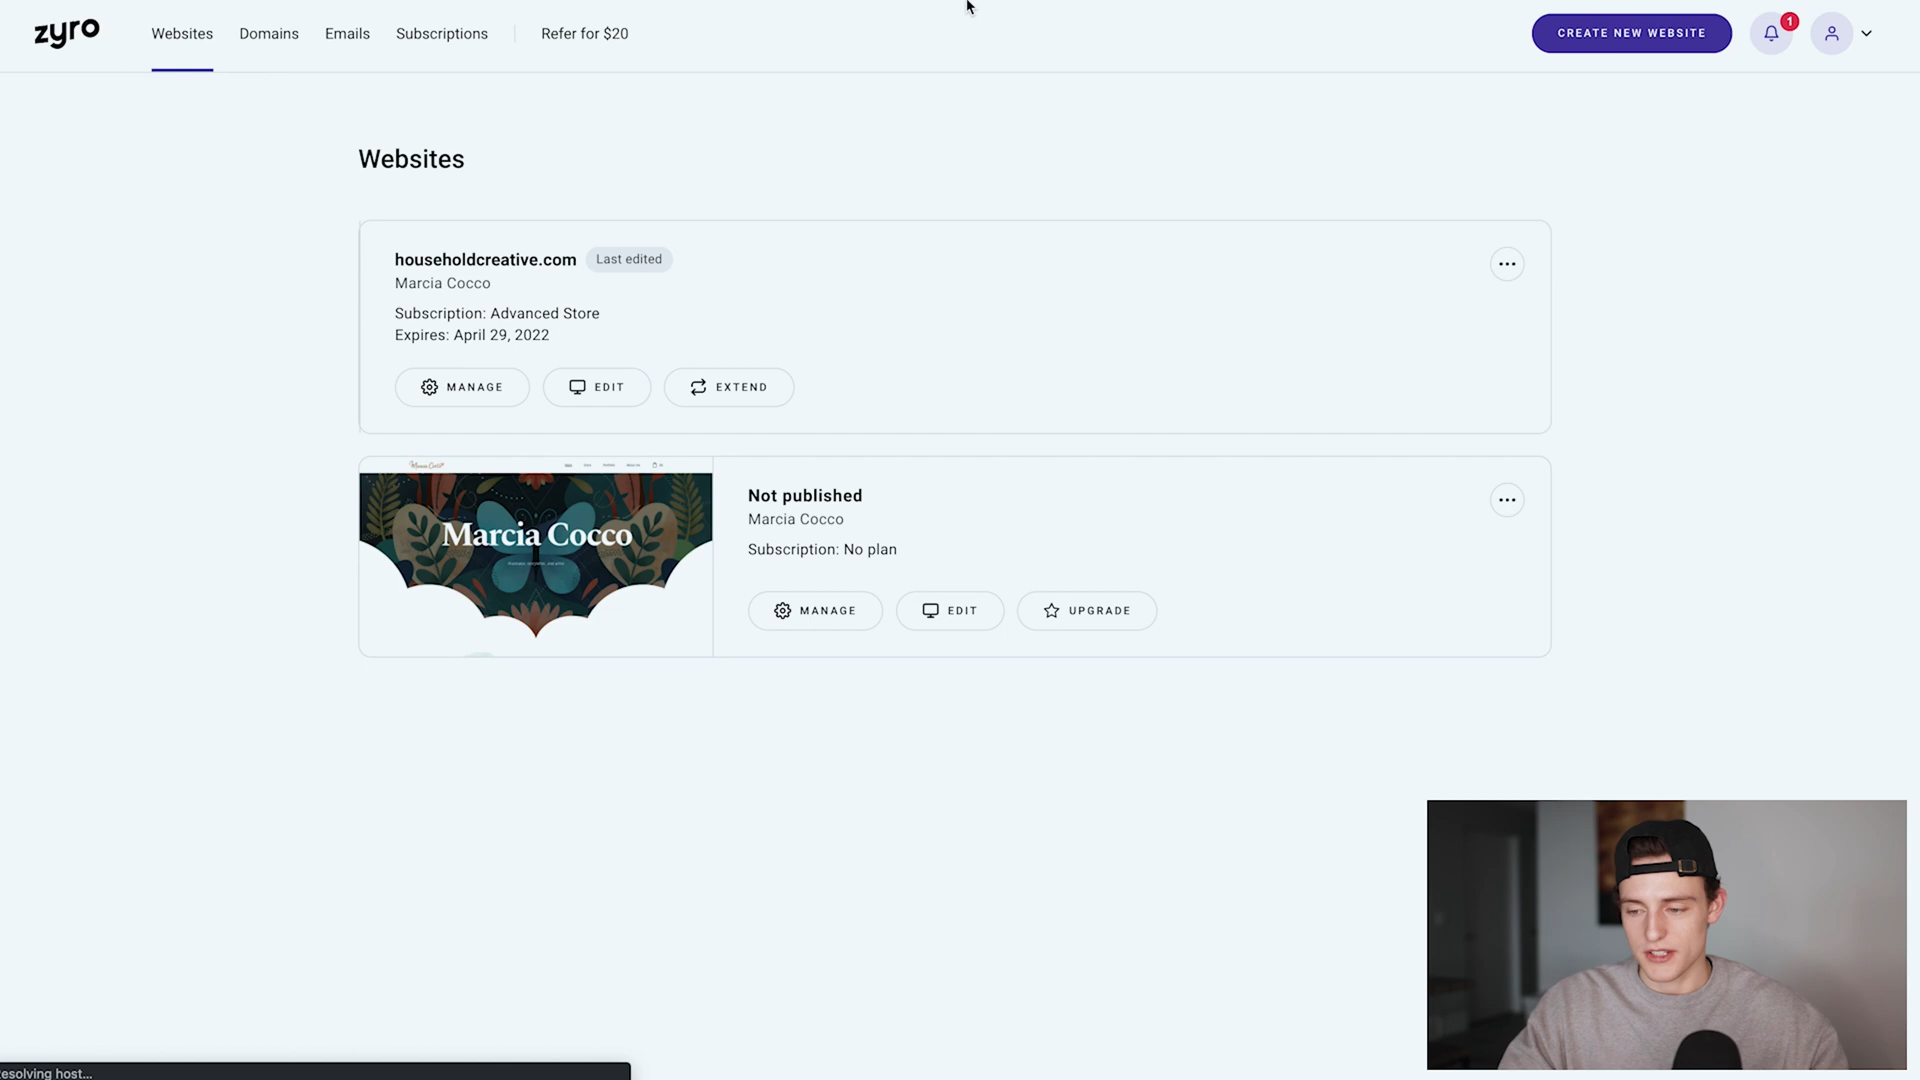 zyro
Websites
Domains
Emails
Subscriptions
Refer for $20
CREATE NEW WEBSITE
1
Websites
householdcreative.com
Last edited
Marcia Cocco
Subscription: Advanced Store
Expires: April 29, 2022
MANAGE
EDIT
EXTEND
Marcia Cocco
Marcia Cocco
Not published
Marcia Cocco
Subscription: No plan
MANAGE
EDIT
UPGRADE
esolving host...